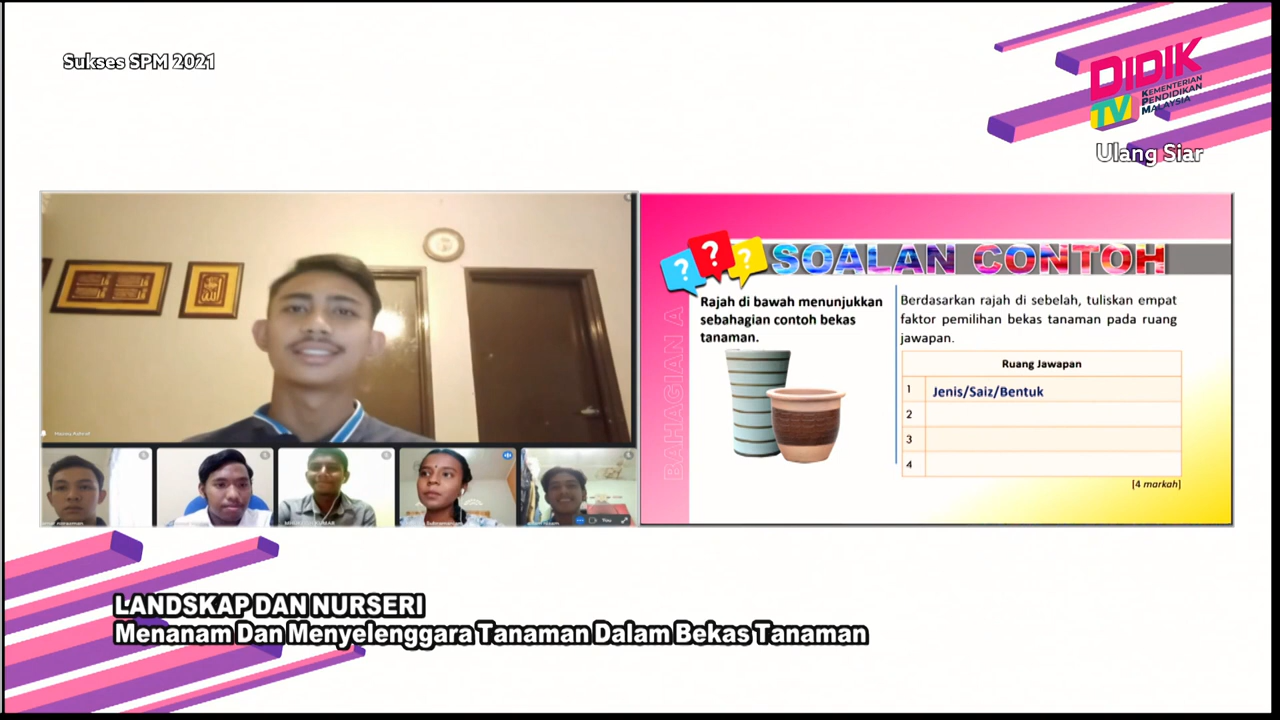 Sukses SPM 2021
DIDIK
TV
KEMENTERIAN
PENDIDIKAN
MALAYSIA
Ulang Siar
? ? ?
SOALAN CONTOH
BAHAGIAN A
Rajah di bawah menunjukkan
sebahagian contoh bekas
tanaman.
Berdasarkan rajah di sebelah, tuliskan empat
faktor pemilihan bekas tanaman pada ruang
jawapan.
Ruang Jawapan
1 Jenis/Saiz/Bentuk
2
3
4
[4 markah]
You
LANDSKAP DAN NURSERI
Menanam Dan Menyelenggara Tanaman Dalam Bekas Tanaman